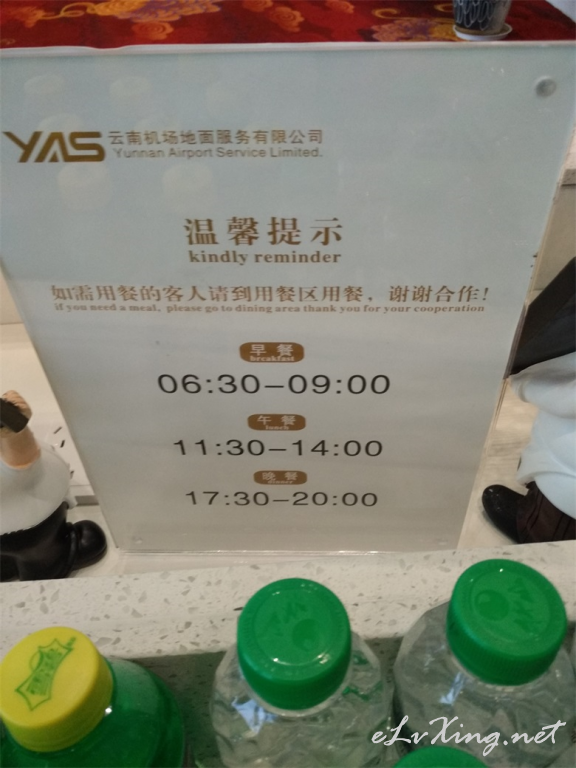 YAS 云南机场地面服务有限公司
Yunnan Airport Service Limited.
温馨提示
kindly reminder
如需用餐的客人请到用餐区用餐，谢谢合作！
if you need a meal, please go to dining area thank you for your cooperation
早餐
breakfast
06:30-09:00
午餐
lunch
11:30-14:00
晚餐
dinner
17:30-20:00
eLvXing.net